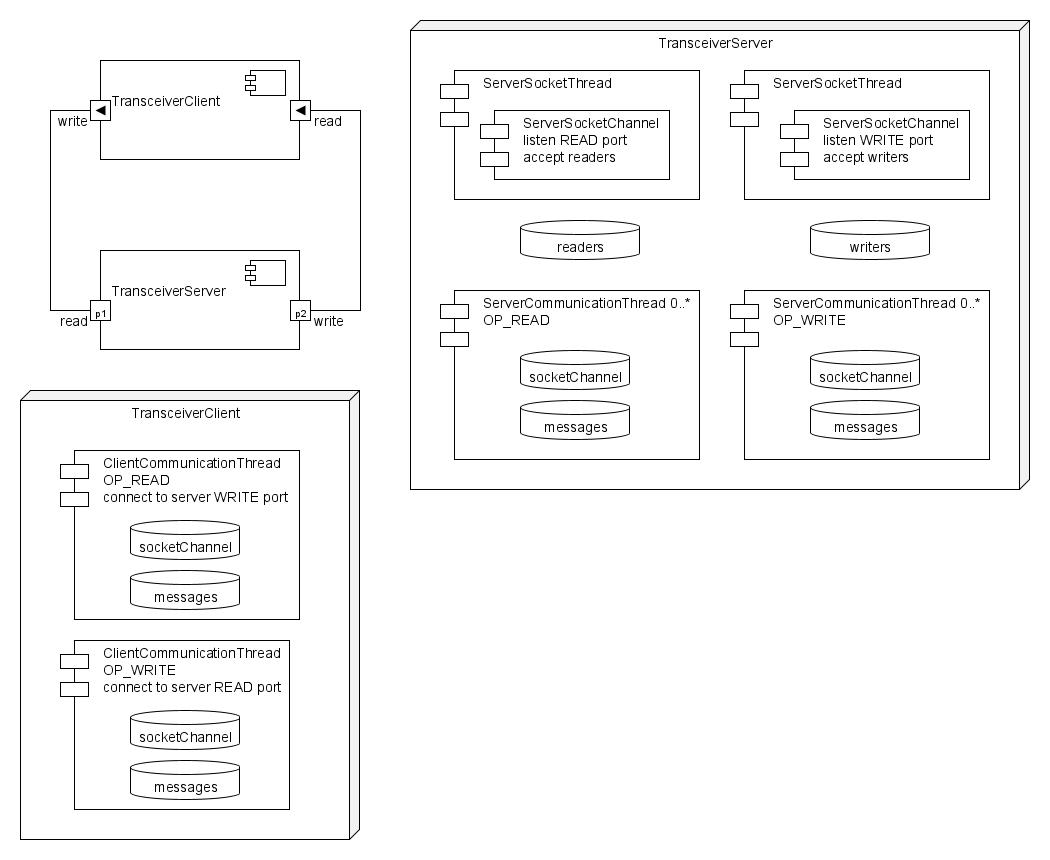 TransceiverClient
write
read
TransceiverServer
p1
p2
read
write
TransceiverServer
ServerSocketThread
ServerSocketChannel
listen READ port
accept readers
ServerSocketThread
ServerSocketChannel
listen WRITE port
accept writers
readers
writers
ServerCommunicationThread 0..*
OP_READ
socketChannel
messages
ServerCommunicationThread 0..*
OP_WRITE
socketChannel
messages
TransceiverClient
ClientCommunicationThread
OP_READ
connect to server WRITE port
socketChannel
messages
ClientCommunicationThread
OP_WRITE
connect to server READ port
socketChannel
messages